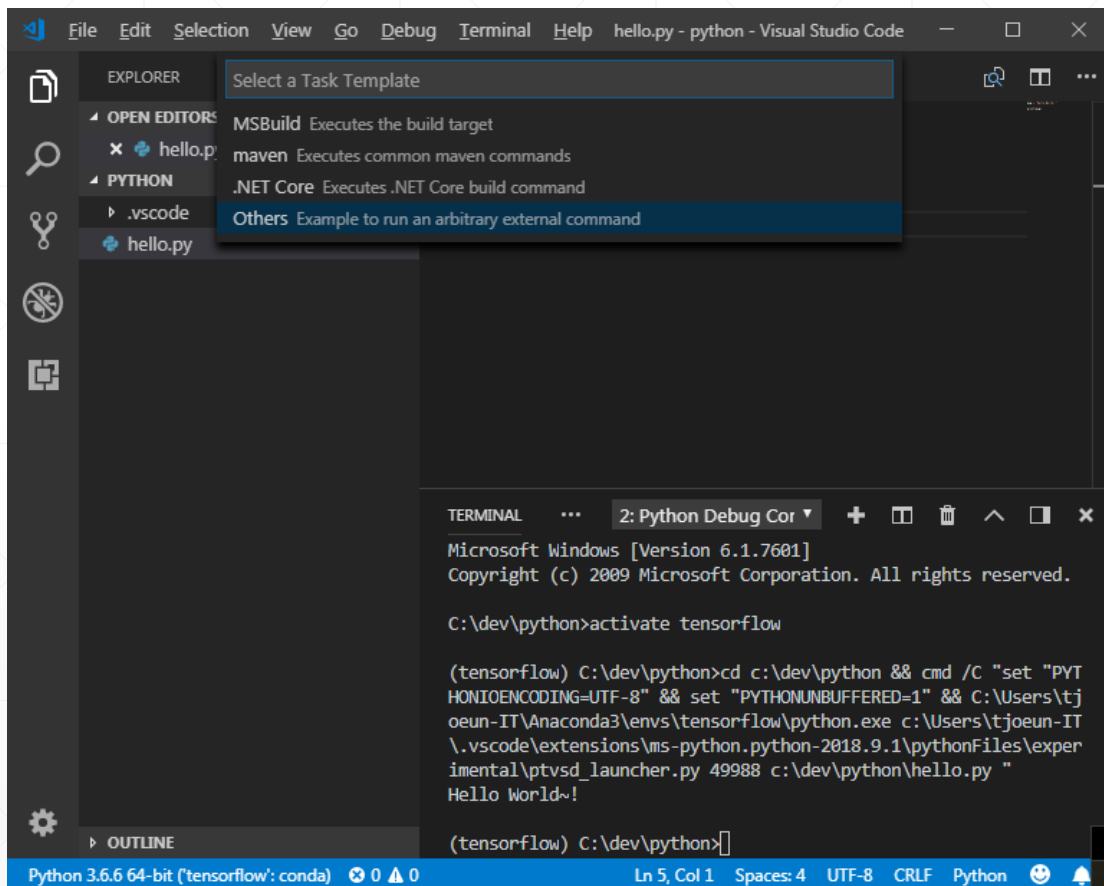 File Edit Selection View Go Debug Terminal Help hello.py - python - Visual Studio Code
EXPLORER
Select a Task Template
OPEN EDITORS
MSBuild Executes the build target
hello.py
maven Executes common maven commands
PYTHON
.NET Core Executes .NET Core build command
.vscode
Others Example to run an arbitrary external command
hello.py
TERMINAL ... 2: Python Debug Cor
Microsoft Windows [Version 6.1.7601]
Copyright (c) 2009 Microsoft Corporation. All rights reserved.
C:\dev\python>activate tensorflow
(tensorflow) C:\dev\python>cd c:\dev\python && cmd /C "set "PYT
HONIOENCODING=UTF-8" && set "PYTHONUNBUFFERED=1" && C:\Users\tj
oeun-IT\Anaconda3\envs\tensorflow\python.exe c:\Users\tjoeun-IT
\.vscode\extensions\ms-python.python-2018.9.1\pythonFiles\exper
imental\ptvsd_launcher.py 49988 c:\dev\python\hello.py "
Hello World~!
(tensorflow) C:\dev\python>
OUTLINE
Python 3.6.6 64-bit ('tensorflow': conda) 0 0 Ln 5, Col 1 Spaces: 4 UTF-8 CRLF Python